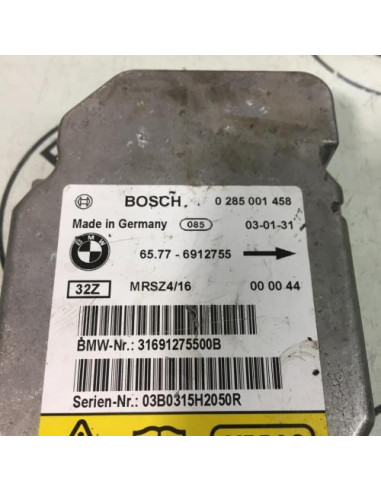 BOSCH 0 285 001 458
Made in Germany 085 03-01-31
BMW 65.77 - 6912755
32Z MRSZ4/16 00 00 44
BMW-Nr.: 31691275500B
Serien-Nr.: 03B0315H2050R